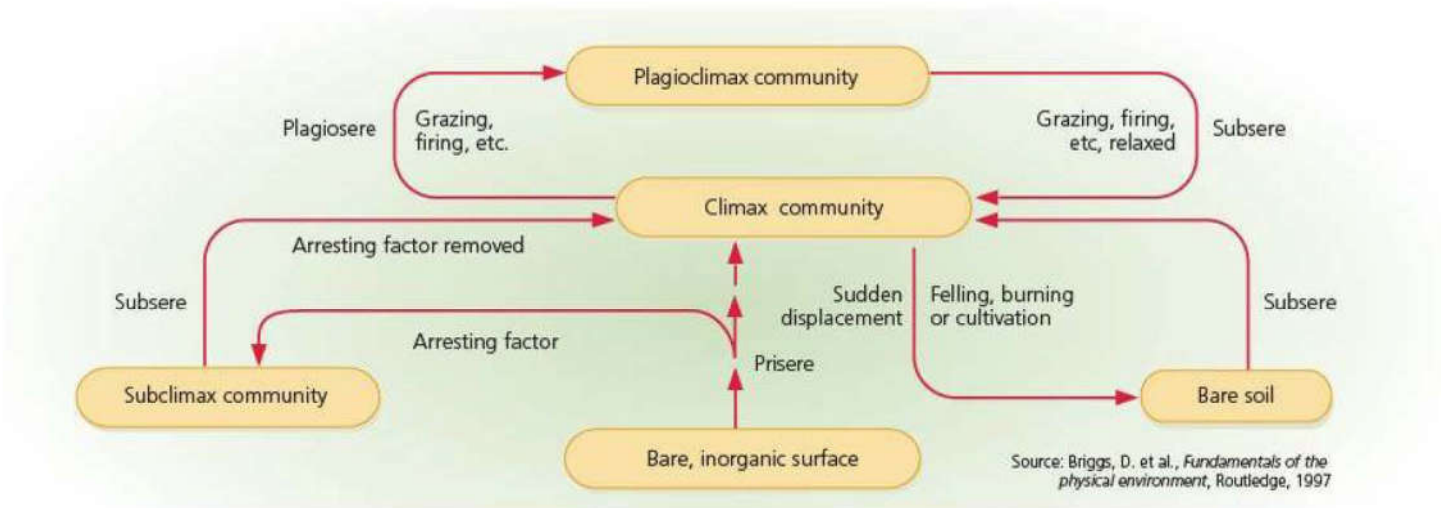 Plagioclimax community
Plagiosere
Grazing,
firing, etc.
Grazing, firing,
etc, relaxed
Subsere
Climax community
Arresting factor removed
Subsere
Sudden
displacement
Felling, burning
or cultivation
Subsere
Arresting factor
Prisere
Subclimax community
Bare soil
Bare, inorganic surface
Source: Briggs, D. et al., Fundamentals of the
physical environment, Routledge, 1997